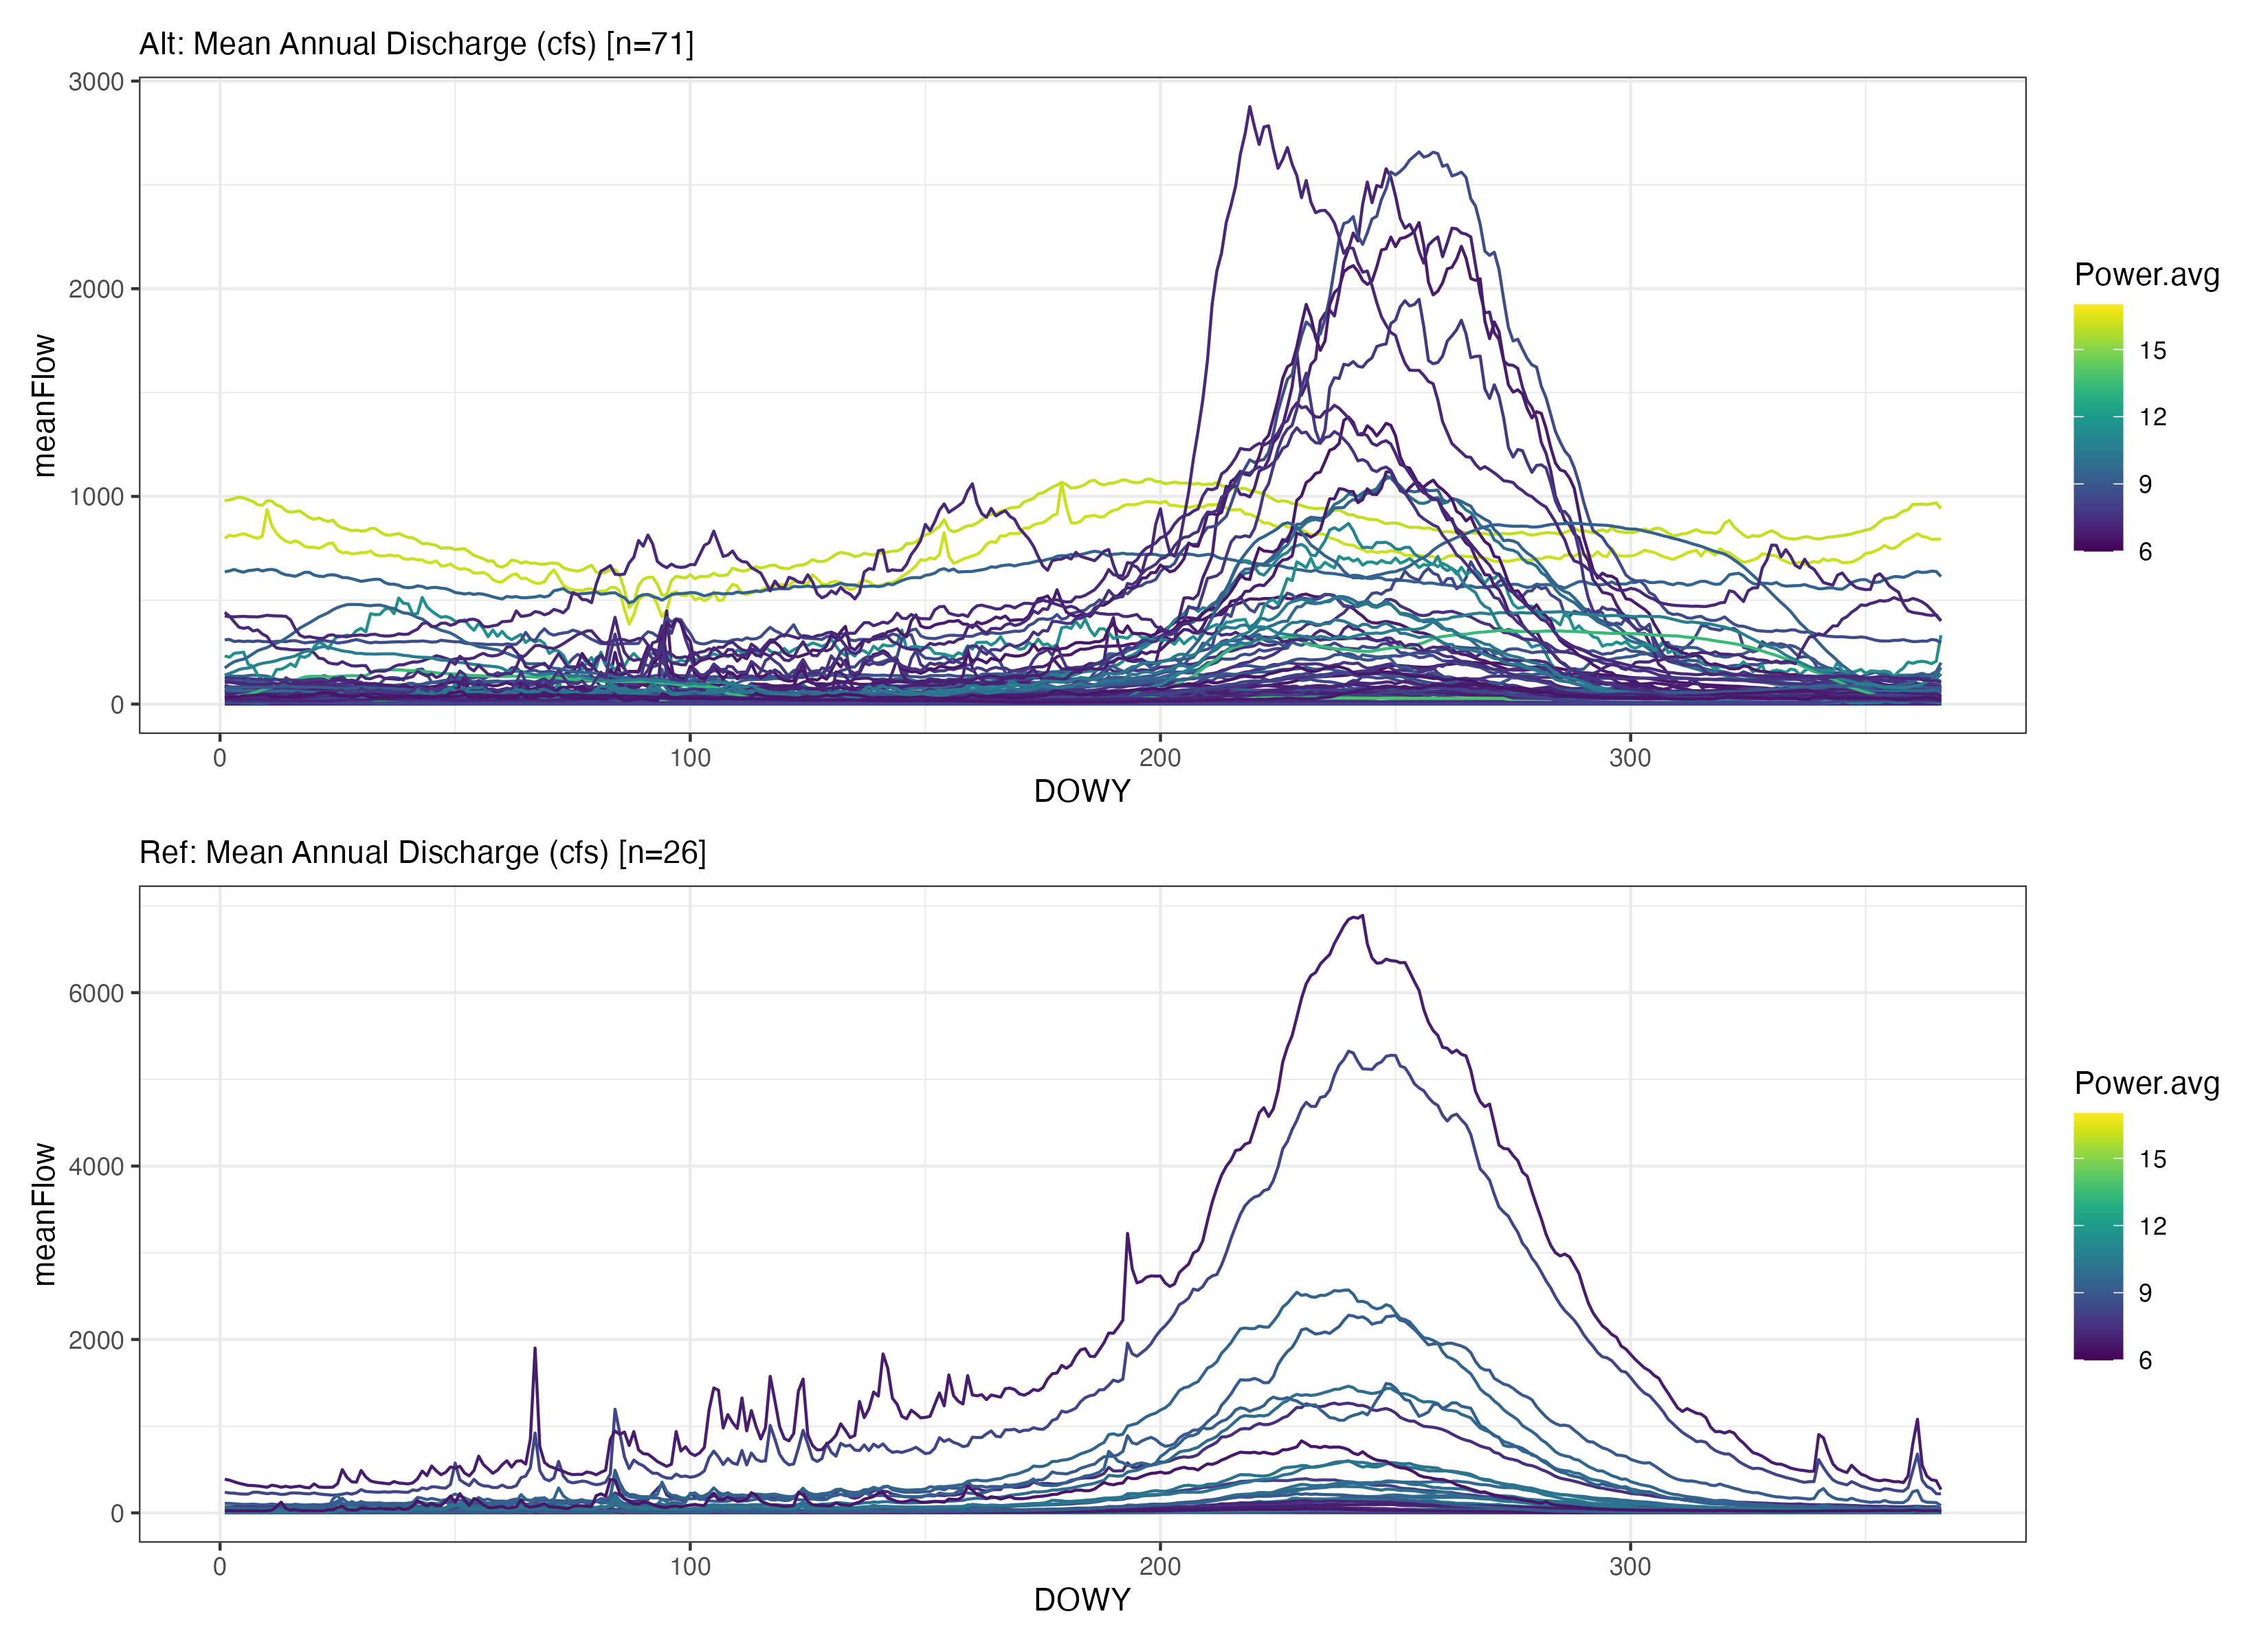 Alt: Mean Annual Discharge (cfs) [n=71]
3000
2000
1000
0
meanFlow
0 100 200 300
DOWY
Power.avg
15
12
9
6
Ref: Mean Annual Discharge (cfs) [n=26]
6000
4000
2000
0
meanFlow
0 100 200 300
DOWY
Power.avg
15
12
9
6